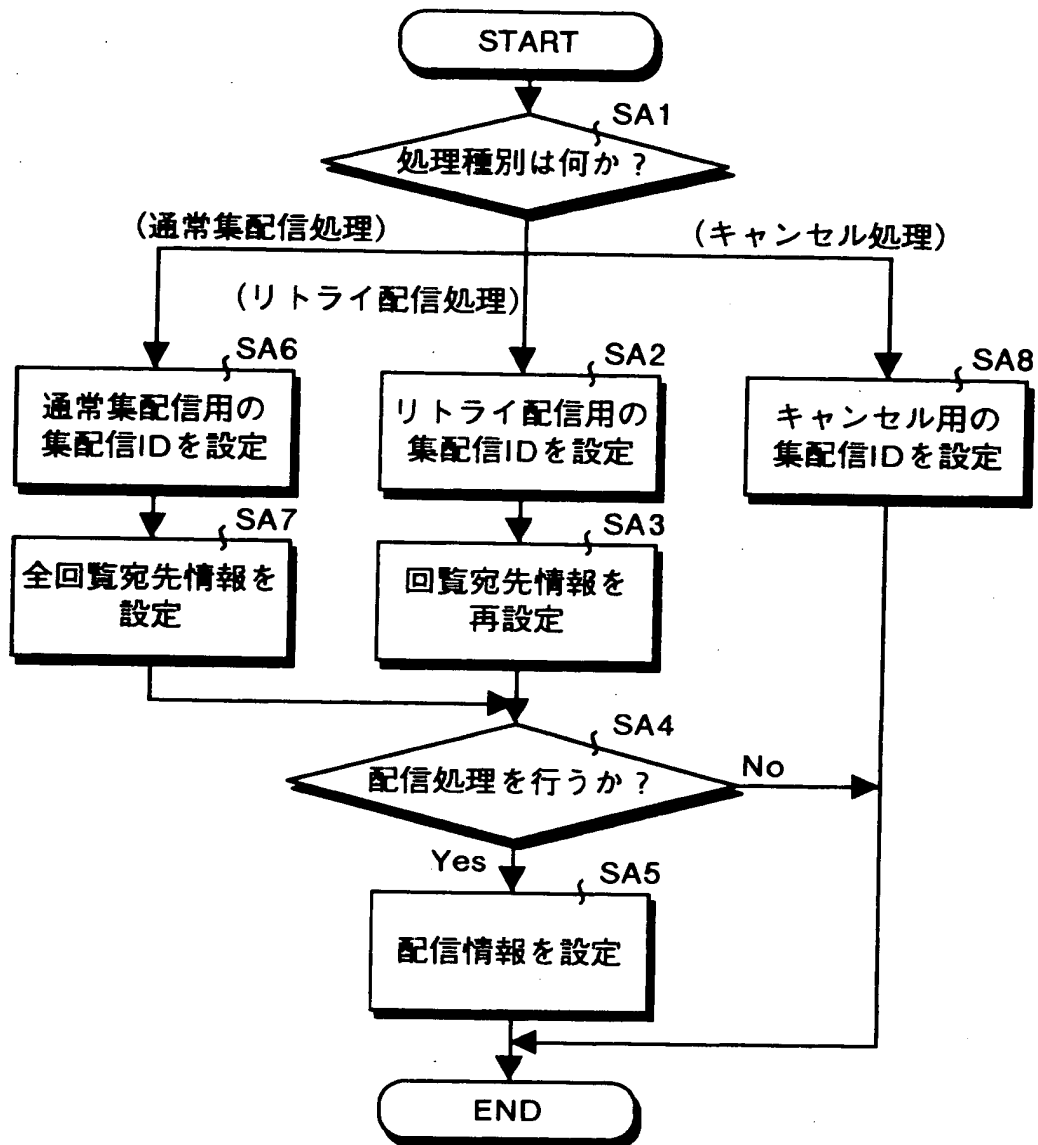 START
SA1
処理種別は何か？
(通常集配信処理)
(キャンセル処理)
(リトライ配信処理)
SA6
通常集配信用の
集配信IDを設定
SA2
リトライ配信用の
集配信IDを設定
SA8
キャンセル用の
集配信IDを設定
SA7
全回覧宛先情報を
設定
SA3
回覧宛先情報を
再設定
SA4
配信処理を行うか？
No
Yes
SA5
配信情報を設定
END